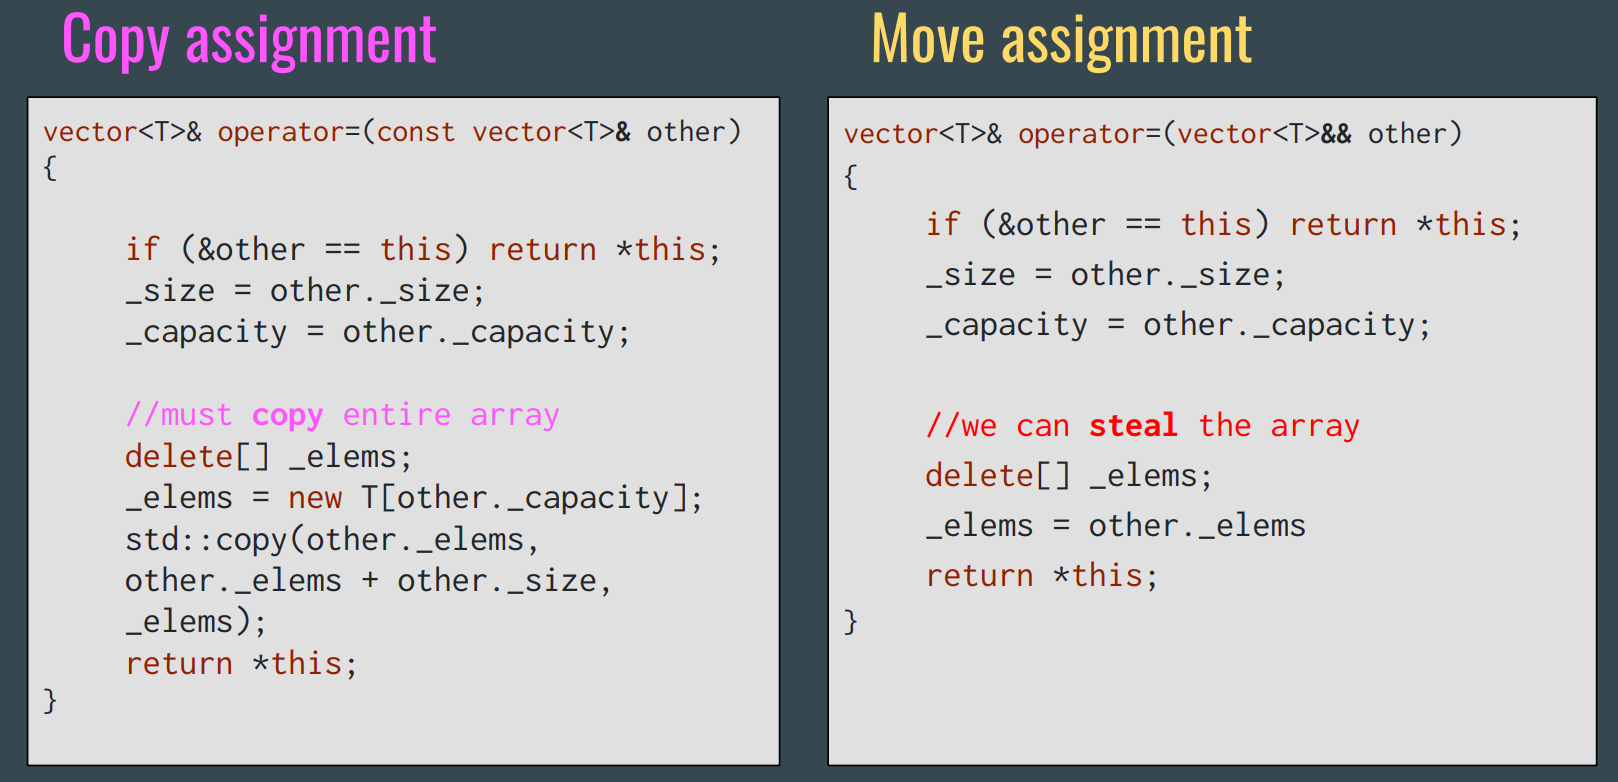 Copy assignment
vector<T>& operator=(const vector<T>& other)
{
if (&other == this) return *this;
_size = other._size;
_capacity = other._capacity;
//must copy entire array
delete[] _elems;
_elems = new T[other._capacity];
std::copy(other._elems,
other._elems + other._size,
_elems);
return *this;
}
Move assignment
vector<T>& operator=(vector<T>&& other)
{
if (&other == this) return *this;
_size = other._size;
_capacity = other._capacity;
//we can steal the array
delete[] _elems;
_elems = other._elems
return *this;
}